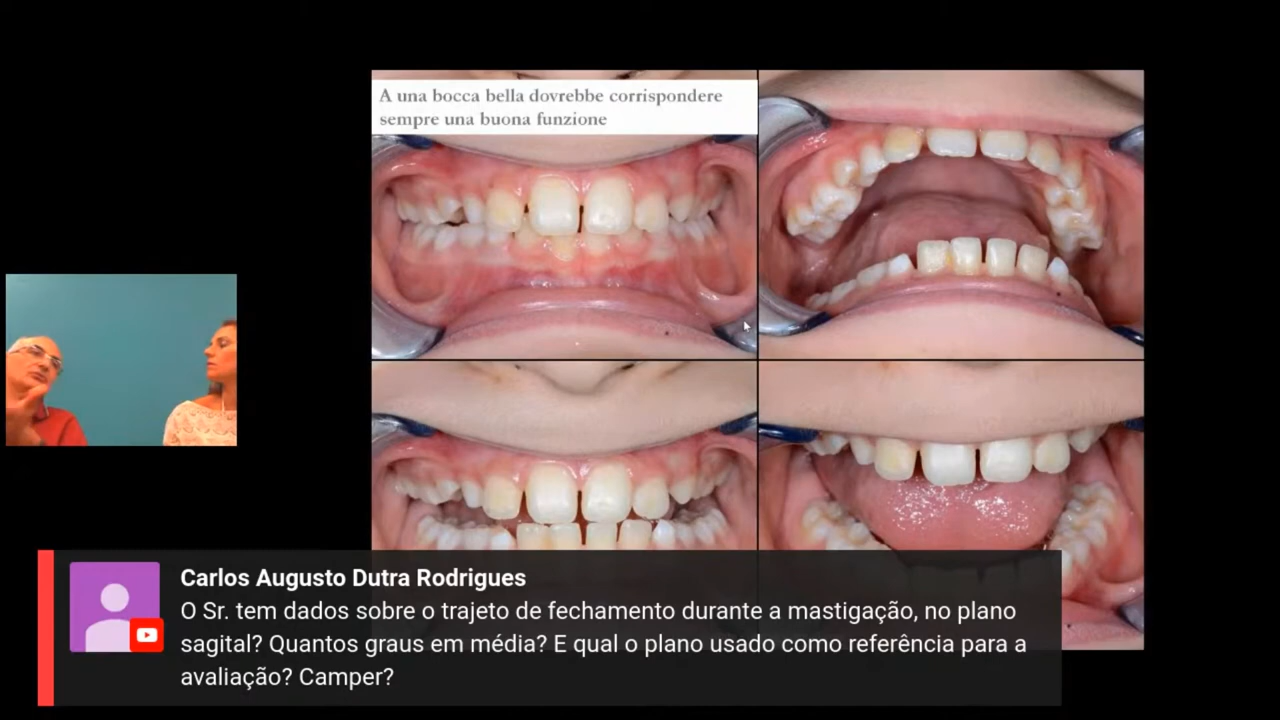 A una bocca bella dovrebbe corrispondere
sempre una buona funzione
Carlos Augusto Dutra Rodrigues
O Sr. tem dados sobre o trajeto de fechamento durante a mastigação, no plano
sagital? Quantos graus em média? E qual o plano usado como referência para a
avaliação? Camper?